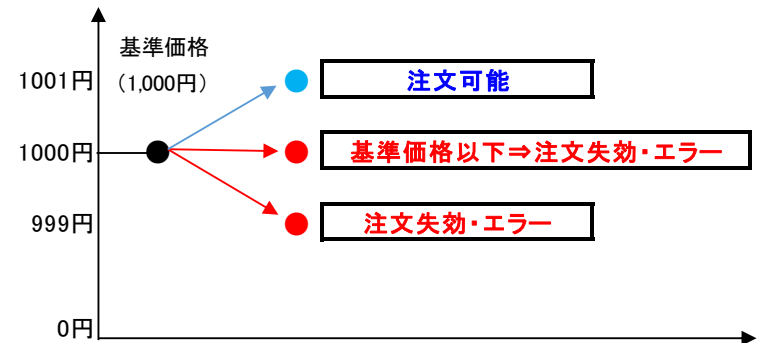 基準価格
（1,000円）
1001円
注文可能
1000円
基準価格以下⇒注文失効・エラー
999円
注文失効・エラー
0円